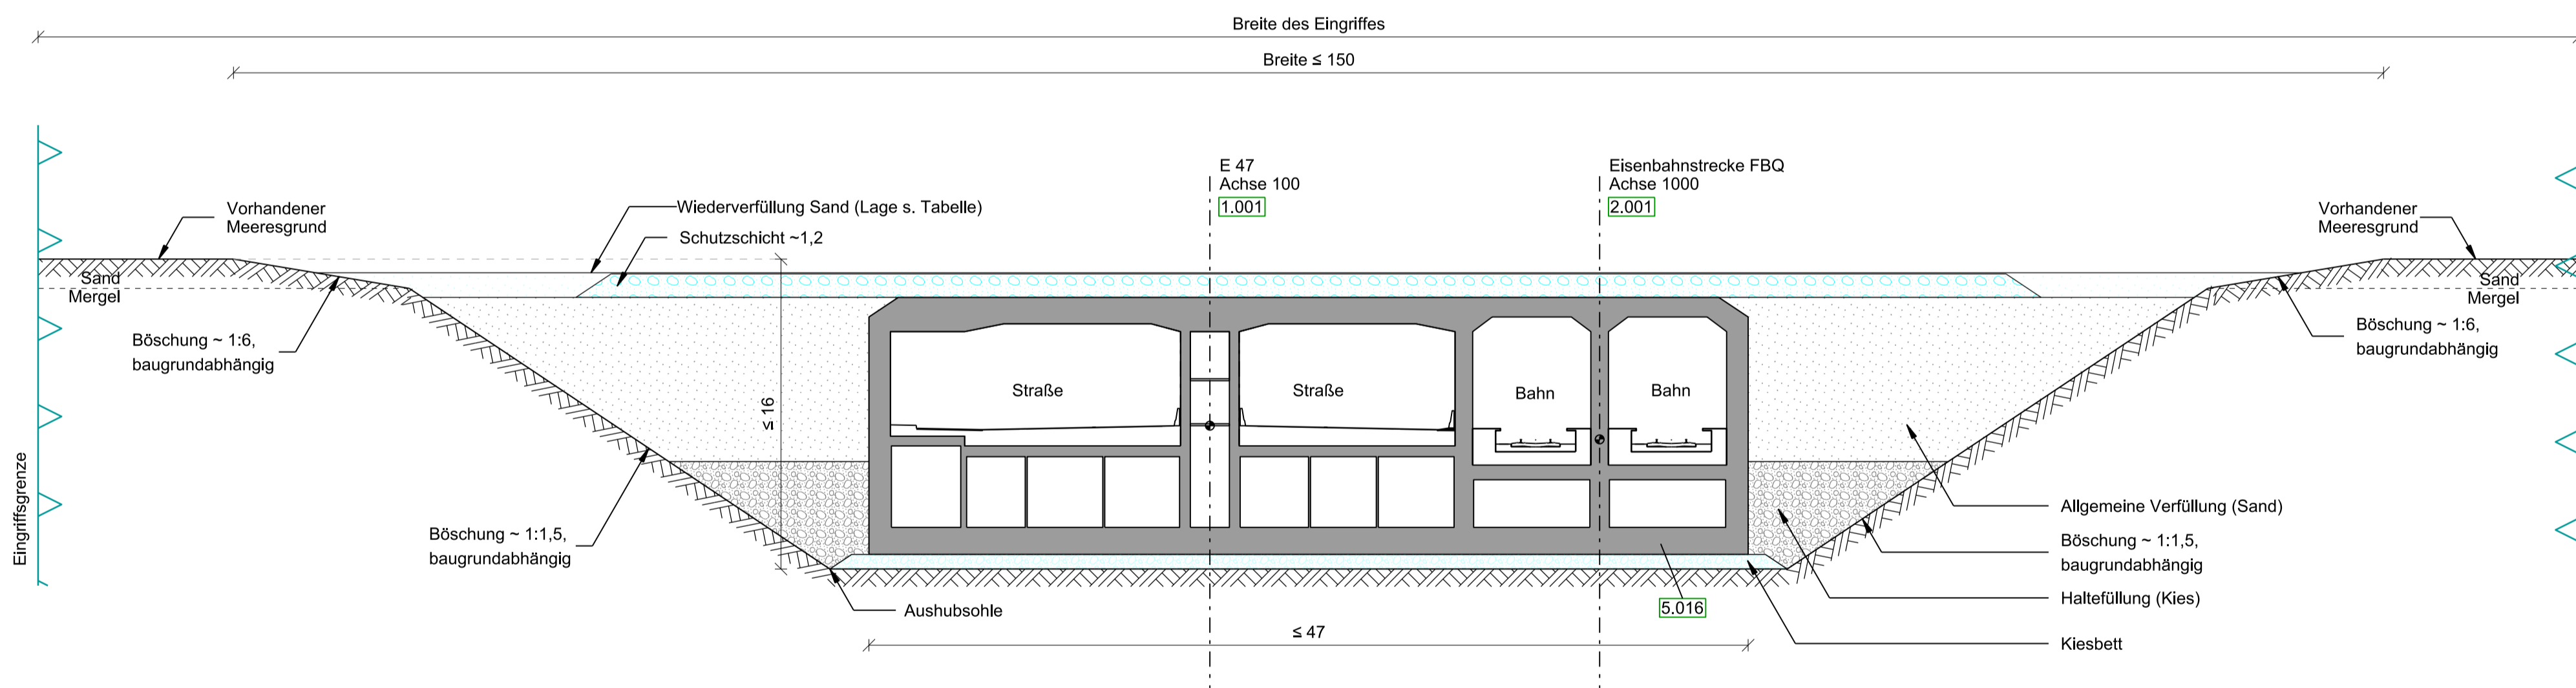 Breite des Eingriffes
Breite ≤ 150
E 47
Achse 100
1.001
Eisenbahnstrecke FBQ
Achse 1000
2.001
Vorhandener
Meeresgrund
Wiederverfüllung Sand (Lage s. Tabelle)
Schutzschicht ~1,2
Vorhandener
Meeresgrund
Sand
Mergel
Sand
Mergel
Böschung ~ 1:6,
baugrundabhängig
Böschung ~ 1:6,
baugrundabhängig
≤ 16
Straße
Straße
Bahn
Bahn
Eingriffsgrenze
Böschung ~ 1:1,5,
baugrundabhängig
Allgemeine Verfüllung (Sand)
Böschung ~ 1:1,5,
baugrundabhängig
Haltefüllung (Kies)
Kiesbett
Aushubsohle
5.016
≤ 47